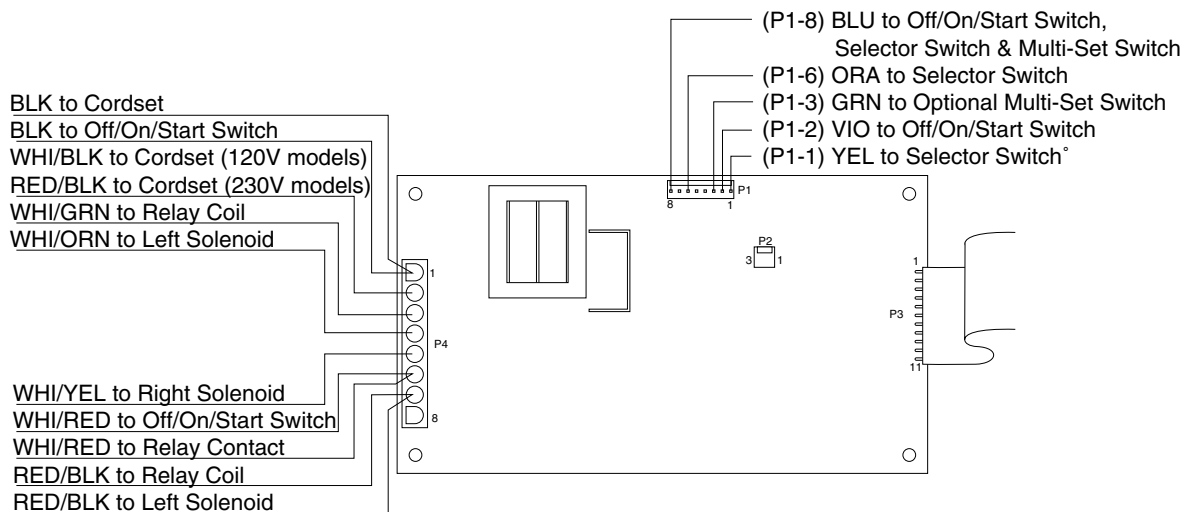 (P1-8) BLU to Off/On/Start Switch,
Selector Switch & Multi-Set Switch
(P1-6) ORA to Selector Switch
(P1-3) GRN to Optional Multi-Set Switch
(P1-2) VIO to Off/On/Start Switch
(P1-1) YEL to Selector Switch˚
BLK to Cordset
BLK to Off/On/Start Switch
WHI/BLK to Cordset (120V models)
RED/BLK to Cordset (230V models)
WHI/GRN to Relay Coil
WHI/ORN to Left Solenoid
P1
8 1
P2
3 1
1
P3
11
1
P4
8
WHI/YEL to Right Solenoid
WHI/RED to Off/On/Start Switch
WHI/RED to Relay Contact
RED/BLK to Relay Coil
RED/BLK to Left Solenoid